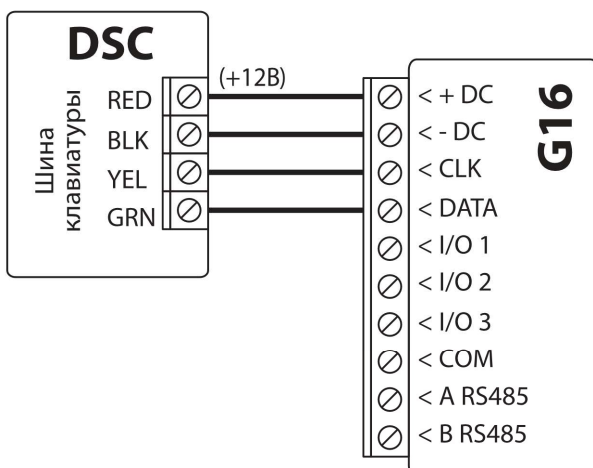 DSC
(+12В)
Шина
клавиатуры
RED
BLK
YEL
GRN
G16
< + DC
< - DC
< CLK
< DATA
< I/O 1
< I/O 2
< I/O 3
< COM
< A RS485
< B RS485